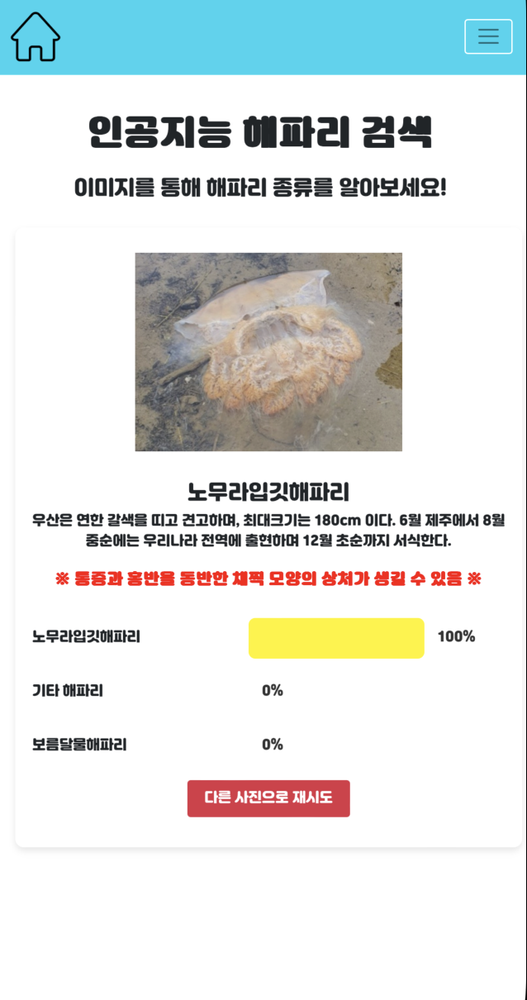 인공지능 해파리 검색
이미지를 통해 해파리 종류를 알아보세요!
노무라입깃해파리
우산은 연한 갈색을 띠고 견고하며, 최대크기는 180cm 이다. 6월 제주에서 8월
중순에는 우리나라 전역에 출현하며 12월 초순까지 서식한다.
※ 통증과 홍반을 동반한 채찍 모양의 상처가 생길 수 있음 ※
노무라입깃해파리 100%
기타 해파리 0%
보름달물해파리 0%
다른 사진으로 재시도